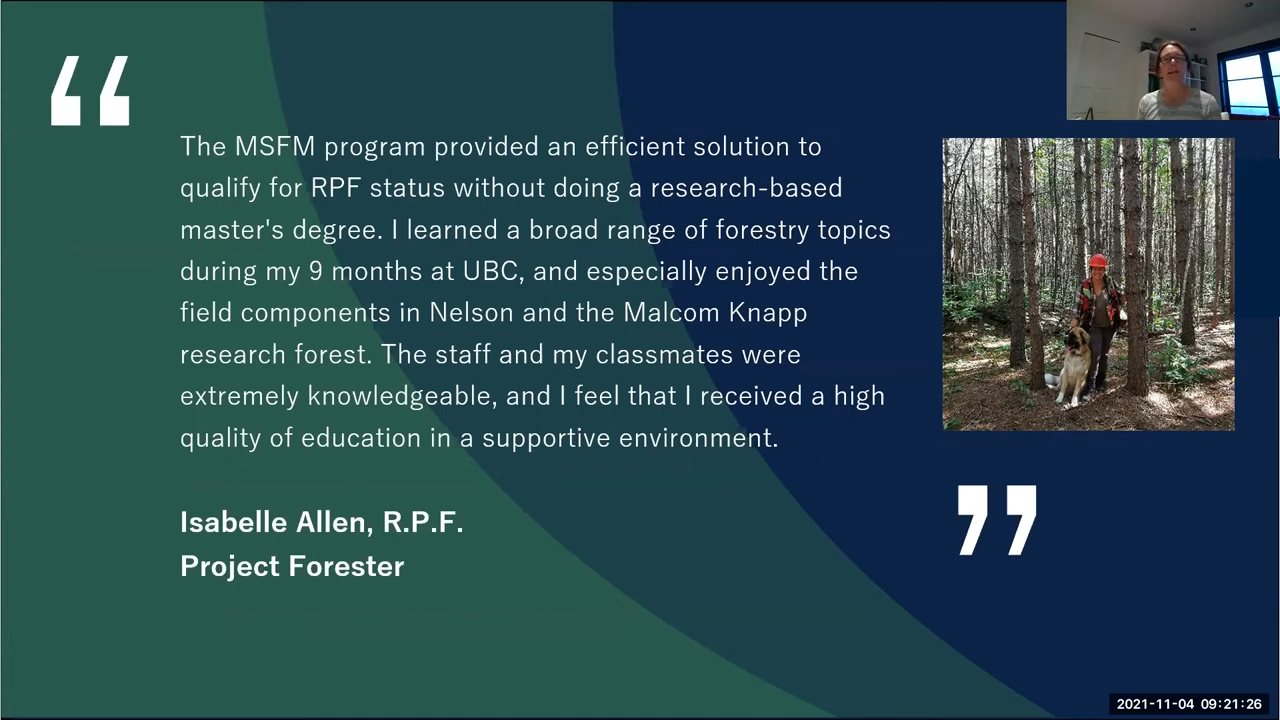 “
The MSFM program provided an efficient solution to
qualify for RPF status without doing a research-based
master's degree. I learned a broad range of forestry topics
during my 9 months at UBC, and especially enjoyed the
field components in Nelson and the Malcom Knapp
research forest. The staff and my classmates were
extremely knowledgeable, and I feel that I received a high
quality of education in a supportive environment.
”
Isabelle Allen, R.P.F.
Project Forester
2021-11-04 09:21:26